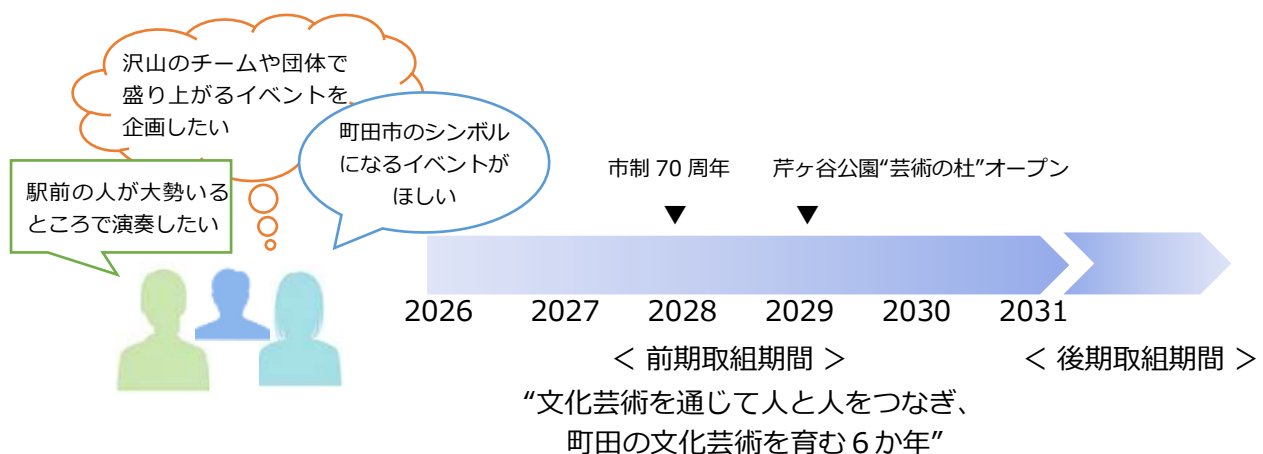 沢山のチームや団体で
盛り上がるイベントを
企画したい
町田市のシンボル
になるイベントが
ほしい
駅前の人が大勢いる
ところで演奏したい
市制 70 周年
芹ヶ谷公園“芸術の杜”オープン
▼
▼
2026
2027
2028
2029
2030
2031
＜ 前期取組期間 ＞
＜ 後期取組期間 ＞
“文化芸術を通じて人と人をつなぎ、
町田の文化芸術を育む６か年”